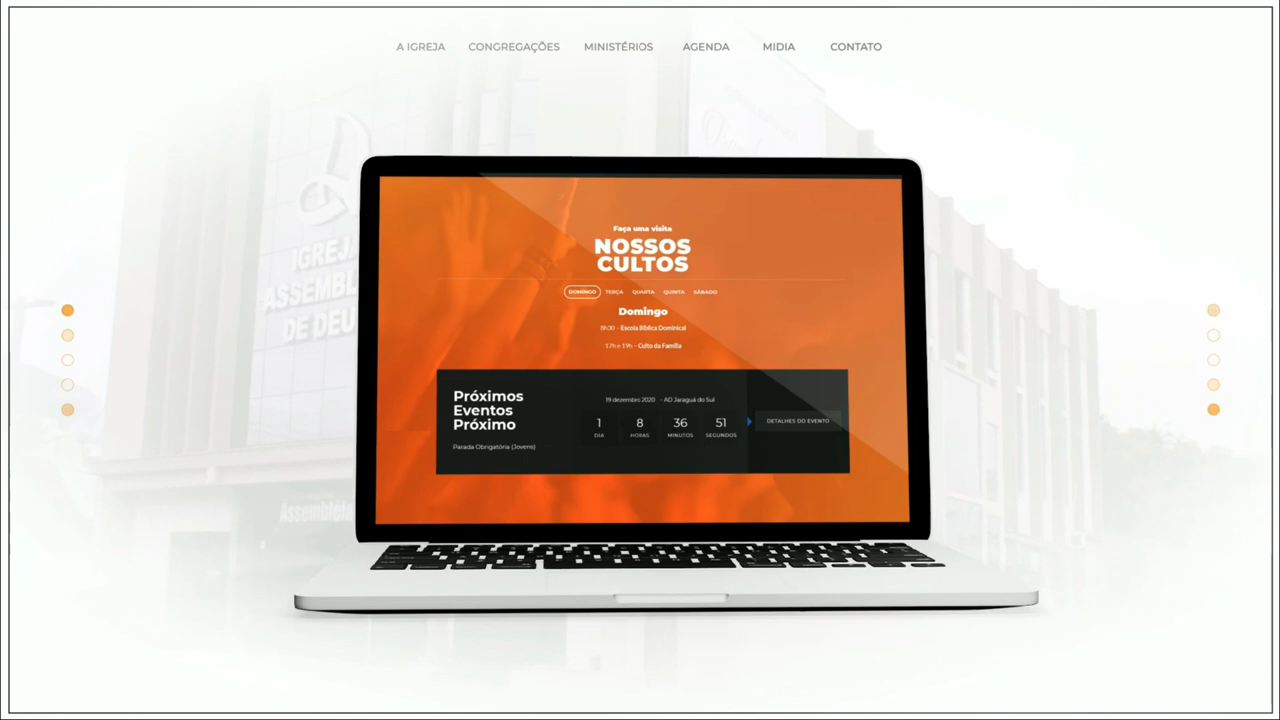 A IGREJA CONGREGAÇÕES MINISTÉRIOS AGENDA MIDIA CONTATO
IGREJA
ASSEMBL
DE DEU
Assembléia
Faça uma visita
NOSSOS
CULTOS
DOMINGO TERÇA QUARTA QUINTA SÁBADO
Domingo
8h30 - Escola Bíblica Dominical
17h e 19h - Culto da Família
Próximos
Eventos
Próximo
Parada Obrigatória (Jovens)
19 dezembro 2020 - AD Jaraguá do Sul
1 8 36 51
DIA HORAS MINUTOS SEGUNDOS
DETALHES DO EVENTO